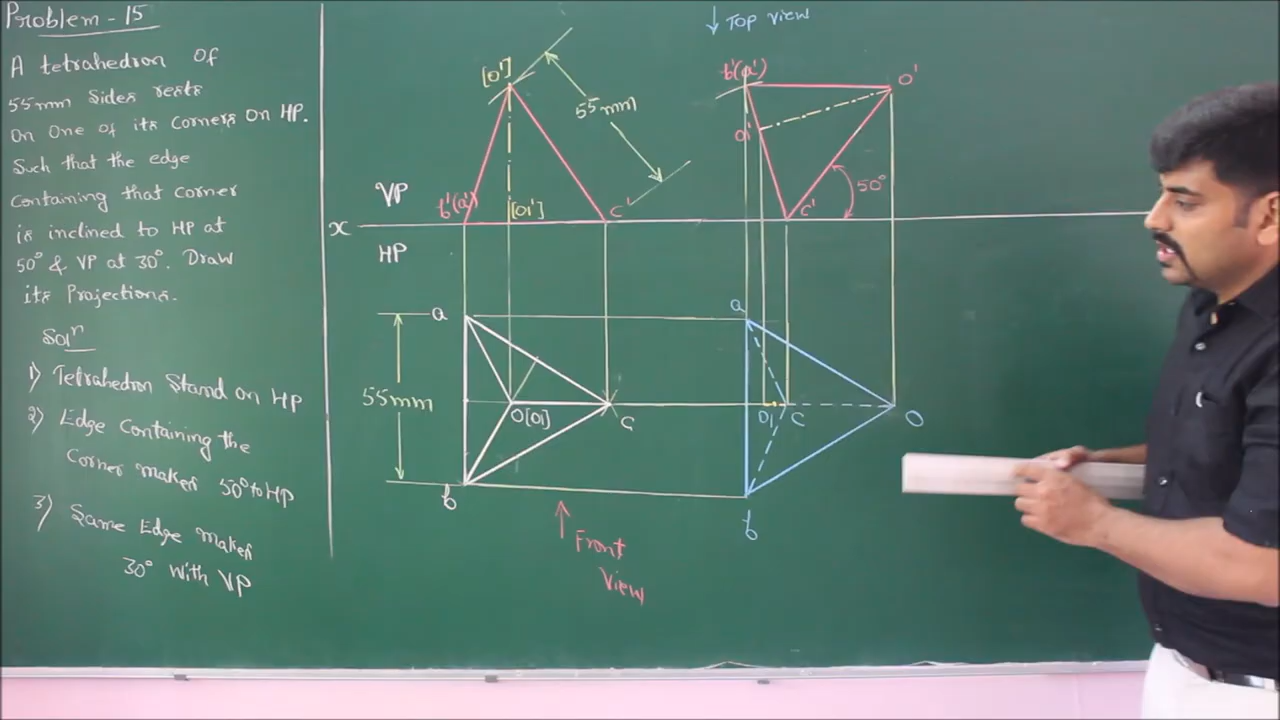 Problem - 15
A tetrahedron of
55mm Sides rests
on one of its corners on HP.
Such that the edge
containing that corner
is inclined to HP at
50° & VP at 30°. Draw
its Projections.
Solⁿ
1) Tetrahedron Stand on HP
2) Edge Containing the
Corner makes 50° to HP
3) Same Edge makes
30° with VP
↓ Top view
[o']
55mm
b'(a')
[o1']
c'
VP
X
HP
a
55mm
o[o1]
c
b
↑ Front
View
b'(a')
o'
o1'
50°
c'
a
o1
c
o
b